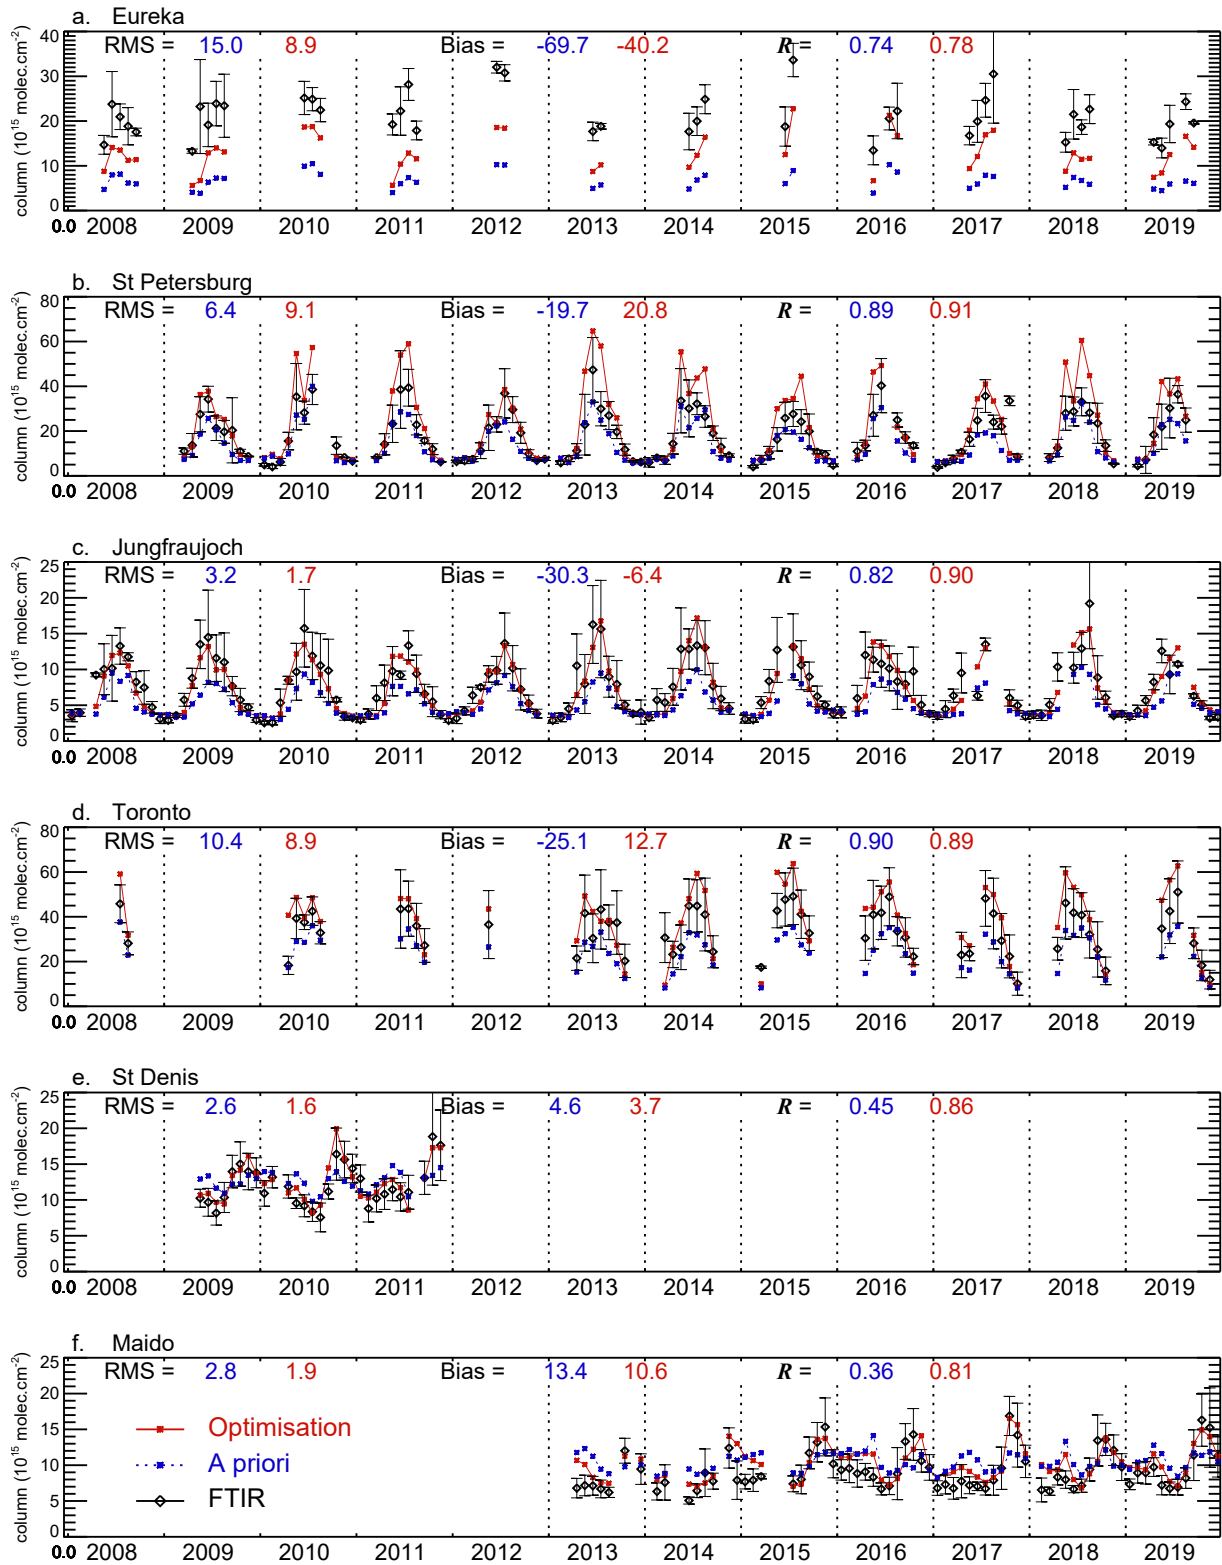 a. Eureka
RMS = 15.0 8.9 Bias = -69.7 -40.2 R = 0.74 0.78
column (10^15 molec.cm^-2)
40
30
20
10
0
0.0 2008 2009 2010 2011 2012 2013 2014 2015 2016 2017 2018 2019
b. St Petersburg
RMS = 6.4 9.1 Bias = -19.7 20.8 R = 0.89 0.91
column (10^15 molec.cm^-2)
80
60
40
20
0
0.0 2008 2009 2010 2011 2012 2013 2014 2015 2016 2017 2018 2019
c. Jungfraujoch
RMS = 3.2 1.7 Bias = -30.3 -6.4 R = 0.82 0.90
column (10^15 molec.cm^-2)
25
20
15
10
5
0
0.0 2008 2009 2010 2011 2012 2013 2014 2015 2016 2017 2018 2019
d. Toronto
RMS = 10.4 8.9 Bias = -25.1 12.7 R = 0.90 0.89
column (10^15 molec.cm^-2)
80
60
40
20
0
0.0 2008 2009 2010 2011 2012 2013 2014 2015 2016 2017 2018 2019
e. St Denis
RMS = 2.6 1.6 Bias = 4.6 3.7 R = 0.45 0.86
column (10^15 molec.cm^-2)
25
20
15
10
5
0
0.0 2008 2009 2010 2011 2012 2013 2014 2015 2016 2017 2018 2019
f. Maido
RMS = 2.8 1.9 Bias = 13.4 10.6 R = 0.36 0.81
column (10^15 molec.cm^-2)
25
20
15
10
5
0
Optimisation
A priori
FTIR
0.0 2008 2009 2010 2011 2012 2013 2014 2015 2016 2017 2018 2019